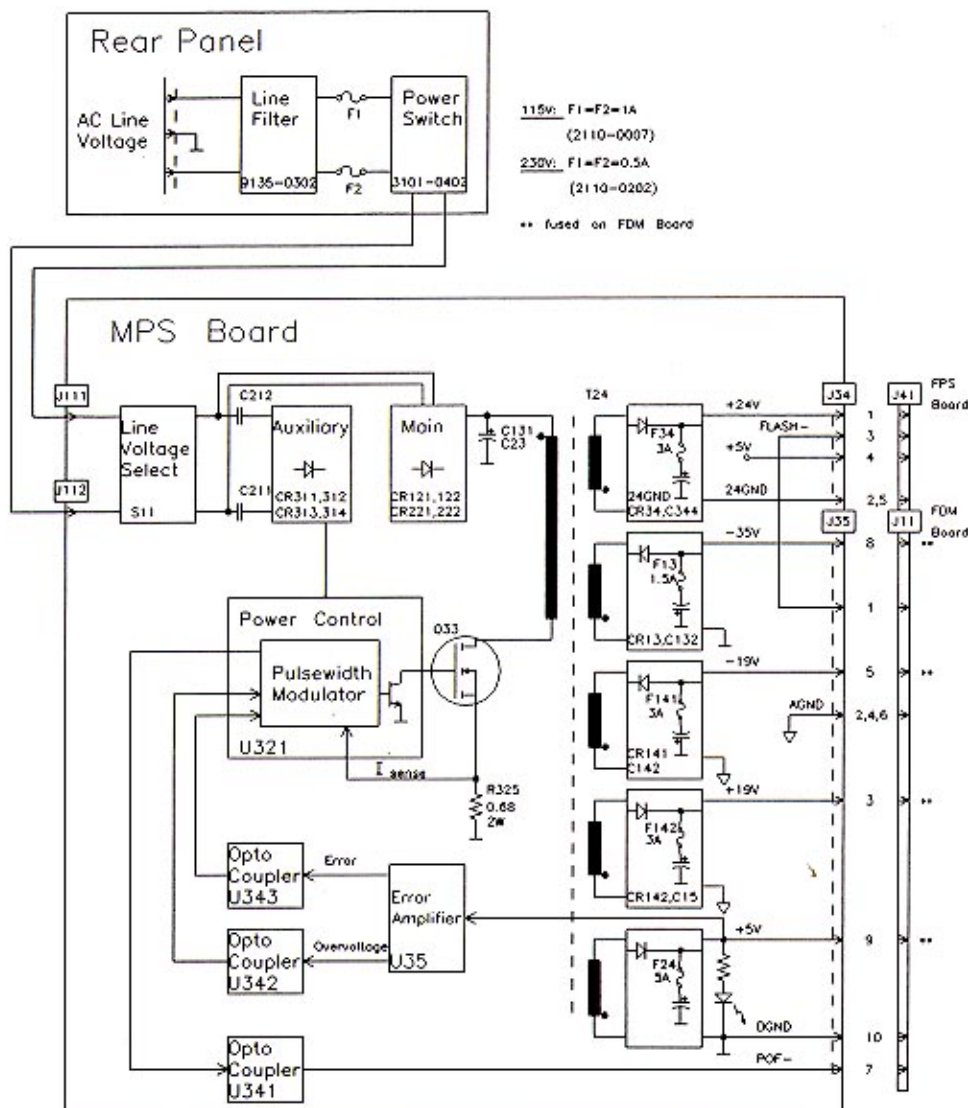 Rear Panel
AC Line
Voltage
Line
Filter
9135-0302
F1
F2
Power
Switch
3101-0402
115V: F1=F2=1A
(2110-0007)
230V: F1=F2=0.5A
(2110-0202)
** fused on FDM Board
MPS Board
J111
J112
Line
Voltage
Select
S11
C212
C211
Auxiliary
CR311,312
CR313,314
Main
CR121,122
CR221,222
C131
C23
T24
F34
3A
24GND
CR34,C344
+24V
FLASH-
+5V
24GND
J34
J41
FPS
Board
1
3
4
2,5
J35
J11
FDM
Board
F13
1.5A
CR13,C132
-35V
8
**
1
Power Control
Pulsewidth
Modulator
U321
Q33
I sense
R325
0.68
2W
F141
3A
CR141
C142
-19V
5
**
AGND
2,4,6
F142
3A
CR142,C15
+19V
3
**
Opto
Coupler
U343
Error
Error
Amplifier
U35
Opto
Coupler
U342
Overvoltage
F24
5A
+5V
9
**
DGND
10
Opto
Coupler
U341
POF-
7